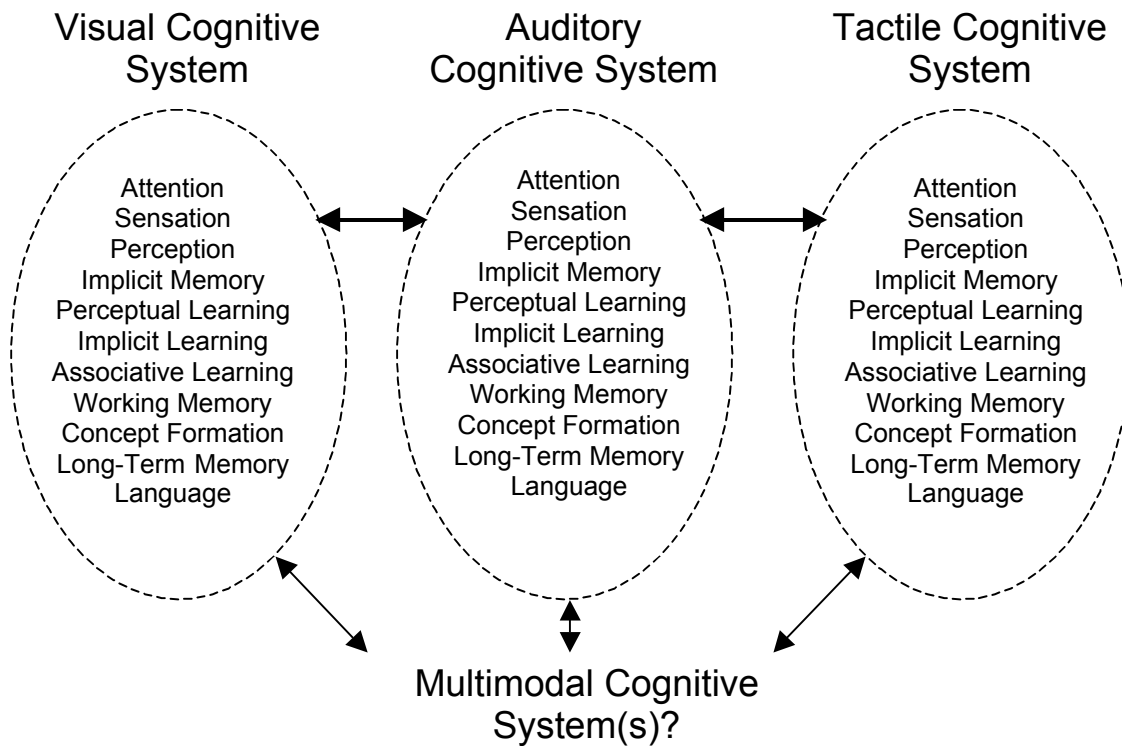 Visual Cognitive
System
Auditory
Cognitive System
Tactile Cognitive
System
Attention
Sensation
Perception
Implicit Memory
Perceptual Learning
Implicit Learning
Associative Learning
Working Memory
Concept Formation
Long-Term Memory
Language
Attention
Sensation
Perception
Implicit Memory
Perceptual Learning
Implicit Learning
Associative Learning
Working Memory
Concept Formation
Long-Term Memory
Language
Attention
Sensation
Perception
Implicit Memory
Perceptual Learning
Implicit Learning
Associative Learning
Working Memory
Concept Formation
Long-Term Memory
Language
Multimodal Cognitive
System(s)?